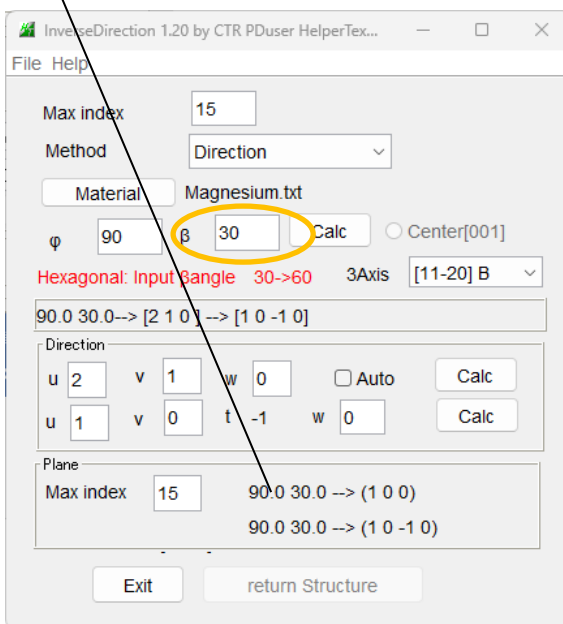 InverseDirection 1.20 by CTR PDuser HelperTex...
File Help
Max index 15
Method Direction
Material Magnesium.txt
φ 90 β 30 Calc Center[001]
Hexagonal: Input βangle 30->60 3Axis [11-20] B
90.0 30.0--> [2 1 0 ] --> [1 0 -1 0]
Direction
u 2 v 1 w 0 Auto Calc
u 1 v 0 t -1 w 0 Calc
Plane
Max index 15 90.0 30.0 --> (1 0 0)
90.0 30.0 --> (1 0 -1 0)
Exit return Structure